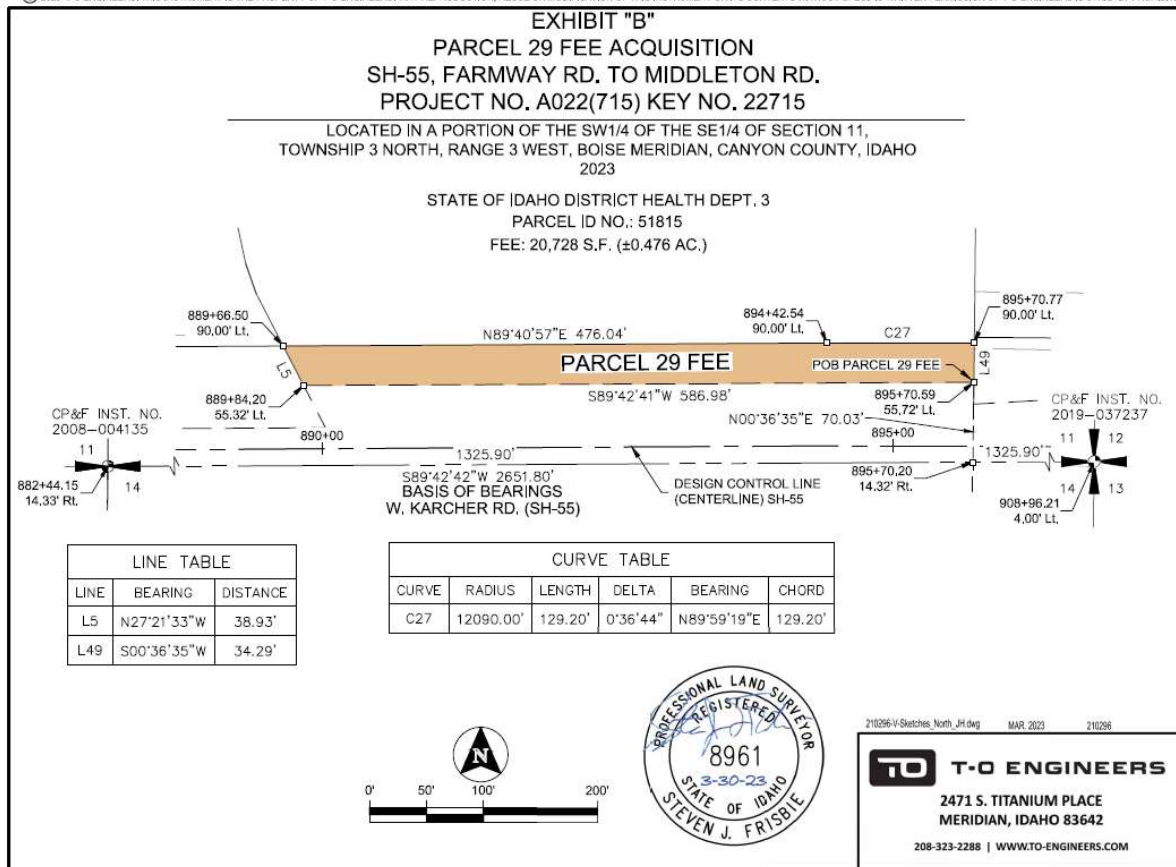 EXHIBIT "B"
PARCEL 29 FEE ACQUISITION
SH-55, FARMWAY RD. TO MIDDLETON RD.
PROJECT NO. A022(715) KEY NO. 22715
LOCATED IN A PORTION OF THE SW1/4 OF THE SE1/4 OF SECTION 11,
TOWNSHIP 3 NORTH, RANGE 3 WEST, BOISE MERIDIAN, CANYON COUNTY, IDAHO
2023
STATE OF IDAHO DISTRICT HEALTH DEPT. 3
PARCEL ID NO.: 51815
FEE: 20,728 S.F. (±0.476 AC.)
889+66.50
90.00' Lt.
894+42.54
90.00' Lt.
895+70.77
90.00' Lt.
N89°40'57"E 476.04'
C27
L5
PARCEL 29 FEE
POB PARCEL 29 FEE
L49
889+84.20
55.32' Lt.
S89°42'41"W 586.98'
895+70.59
55.72' Lt.
CP&F INST. NO.
2008-004135
N00°36'35"E 70.03'
CP&F INST. NO.
2019-037237
890+00
895+00
11
14
1325.90'
1325.90'
11 12
14 13
882+44.15
14.33' Rt.
S89°42'42"W 2651.80'
BASIS OF BEARINGS
W. KARCHER RD. (SH-55)
DESIGN CONTROL LINE
(CENTERLINE) SH-55
895+70.20
14.32' Rt.
908+96.21
4.00' Lt.
LINE TABLE
LINE BEARING DISTANCE
L5 N27°21'33"W 38.93'
L49 S00°36'35"W 34.29'
CURVE TABLE
CURVE RADIUS LENGTH DELTA BEARING CHORD
C27 12090.00' 129.20' 0°36'44" N89°59'19"E 129.20'
N
0' 50' 100' 200'
PROFESSIONAL LAND SURVEYOR
REGISTERED
8961
3-30-23
STATE OF IDAHO
STEVEN J. FRISBIE
210296-V-Sketches_North_JH.dwg MAR. 2023 210296
TO T-O ENGINEERS
2471 S. TITANIUM PLACE
MERIDIAN, IDAHO 83642
208-323-2288 | WWW.TO-ENGINEERS.COM